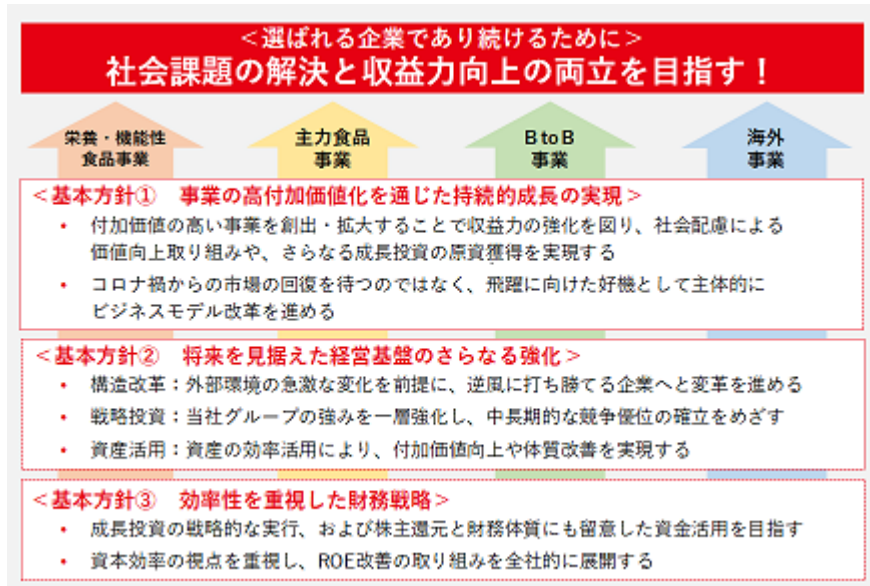 ＜選ばれる企業であり続けるために＞
社会課題の解決と収益力向上の両立を目指す！
栄養・機能性
食品事業
主力食品
事業
BtoB
事業
海外
事業
＜基本方針①　事業の高付加価値化を通じた持続的成長の実現＞
• 付加価値の高い事業を創出・拡大することで収益力の強化を図り、社会配慮による
価値向上取り組みや、さらなる成長投資の原資獲得を実現する
• コロナ禍からの市場の回復を待つのではなく、飛躍に向けた好機として主体的に
ビジネスモデル改革を進める
＜基本方針②　将来を見据えた経営基盤のさらなる強化＞
• 構造改革：外部環境の急激な変化を前提に、逆風に打ち勝てる企業へと変革を進める
• 戦略投資：当社グループの強みを一層強化し、中長期的な競争優位の確立をめざす
• 資産活用：資産の効率活用により、付加価値向上や体質改善を実現する
＜基本方針③　効率性を重視した財務戦略＞
• 成長投資の戦略的な実行、および株主還元と財務体質にも留意した資金活用を目指す
• 資本効率の視点を重視し、ROE改善の取り組みを全社的に展開する